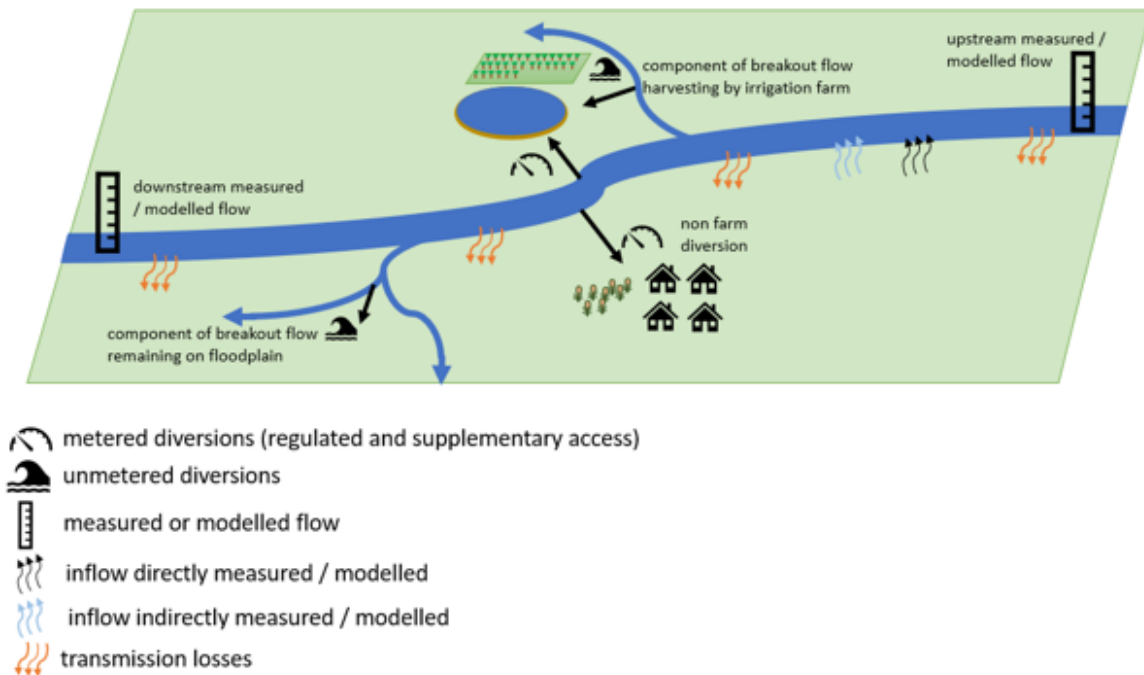 upstream measured /
modelled flow
component of breakout flow
harvesting by irrigation farm
downstream measured
/ modelled flow
non farm
diversion
component of breakout flow
remaining on floodplain
metered diversions (regulated and supplementary access)
unmetered diversions
measured or modelled flow
inflow directly measured / modelled
inflow indirectly measured / modelled
transmission losses